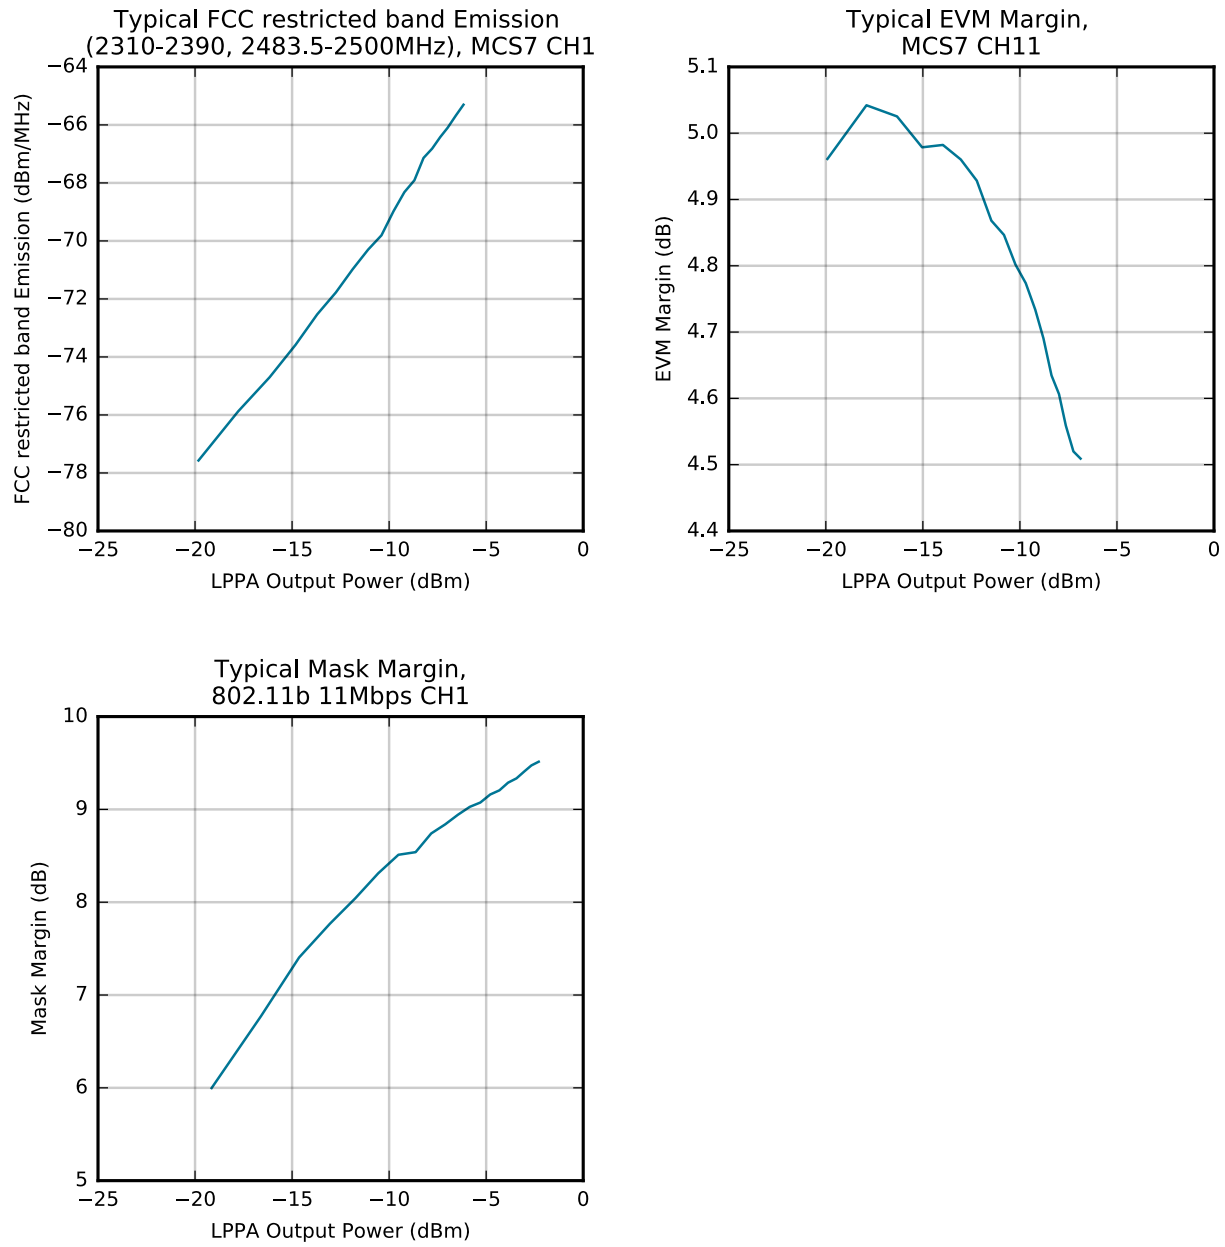 Typical FCC restricted band Emission
(2310-2390, 2483.5-2500MHz), MCS7 CH1
−64
−66
−68
−70
−72
−74
−76
−78
−80
FCC restricted band Emission (dBm/MHz)
−25 −20 −15 −10 −5 0
LPPA Output Power (dBm)
Typical EVM Margin,
MCS7 CH11
5.1
5.0
4.9
4.8
4.7
4.6
4.5
4.4
EVM Margin (dB)
−25 −20 −15 −10 −5 0
LPPA Output Power (dBm)
Typical Mask Margin,
802.11b 11Mbps CH1
10
9
8
7
6
5
Mask Margin (dB)
−25 −20 −15 −10 −5 0
LPPA Output Power (dBm)